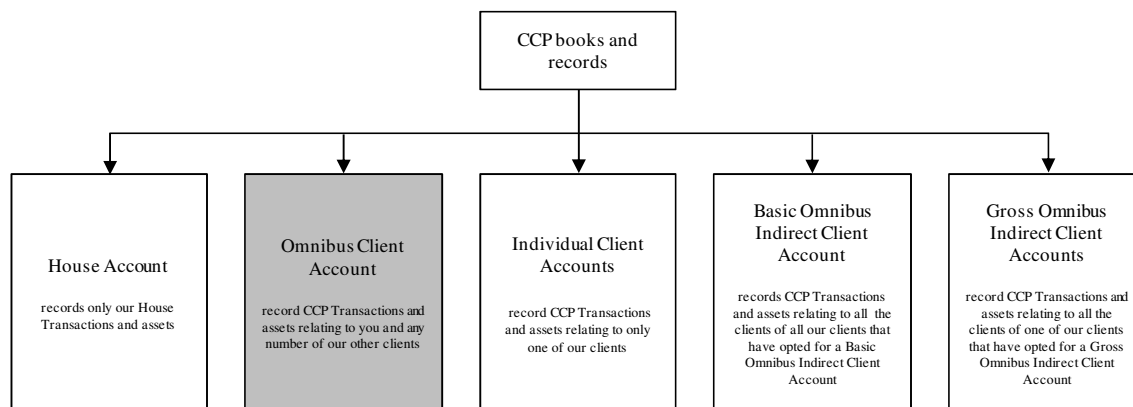 CCP books and
records
House Account
records only our House
Transactions and assets
Omnibus Client
Account
record CCP Transactions and
assets relating to you and any
number of our other clients
Individual Client
Accounts
record CCP Transactions
and assets relating to only
one of our clients
Basic Omnibus
Indirect Client
Account
records CCP Transactions
and assets relating to all the
clients of all our clients that
have opted for a Basic
Omnibus Indirect Client
Account
Gross Omnibus
Indirect Client
Accounts
record CCP Transactions and
assets relating to all the
clients of one of our clients
that have opted for a Gross
Omnibus Indirect Client
Account